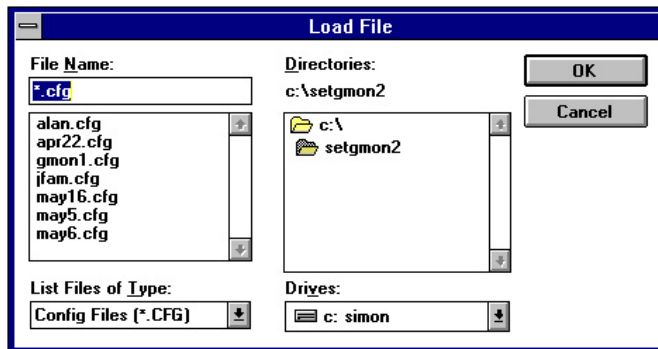 Load File
File Name:
*.cfg
alan.cfg
apr22.cfg
gmon1.cfg
jfam.cfg
may16.cfg
may5.cfg
may6.cfg
List Files of Type:
Config Files (*.CFG)
Directories:
c:\setgmon2
c:\
setgmon2
Drives:
c: simon
OK
Cancel